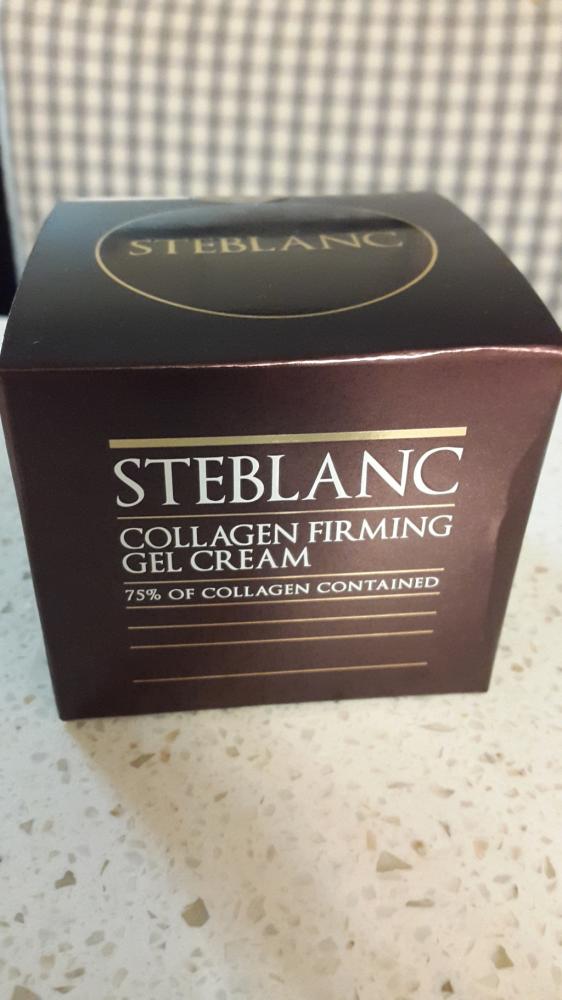 STEBLANC
STEBLANC
COLLAGEN FIRMING
GEL CREAM
75% OF COLLAGEN CONTAINED